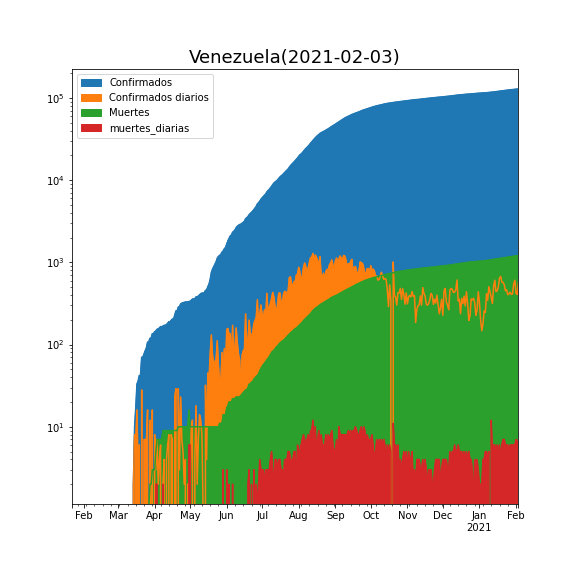 Venezuela(2021-02-03)
Confirmados
Confirmados diarios
Muertes
muertes_diarias
10⁵
10⁴
10³
10²
10¹
Feb Mar Apr May Jun Jul Aug Sep Oct Nov Dec Jan Feb
2021